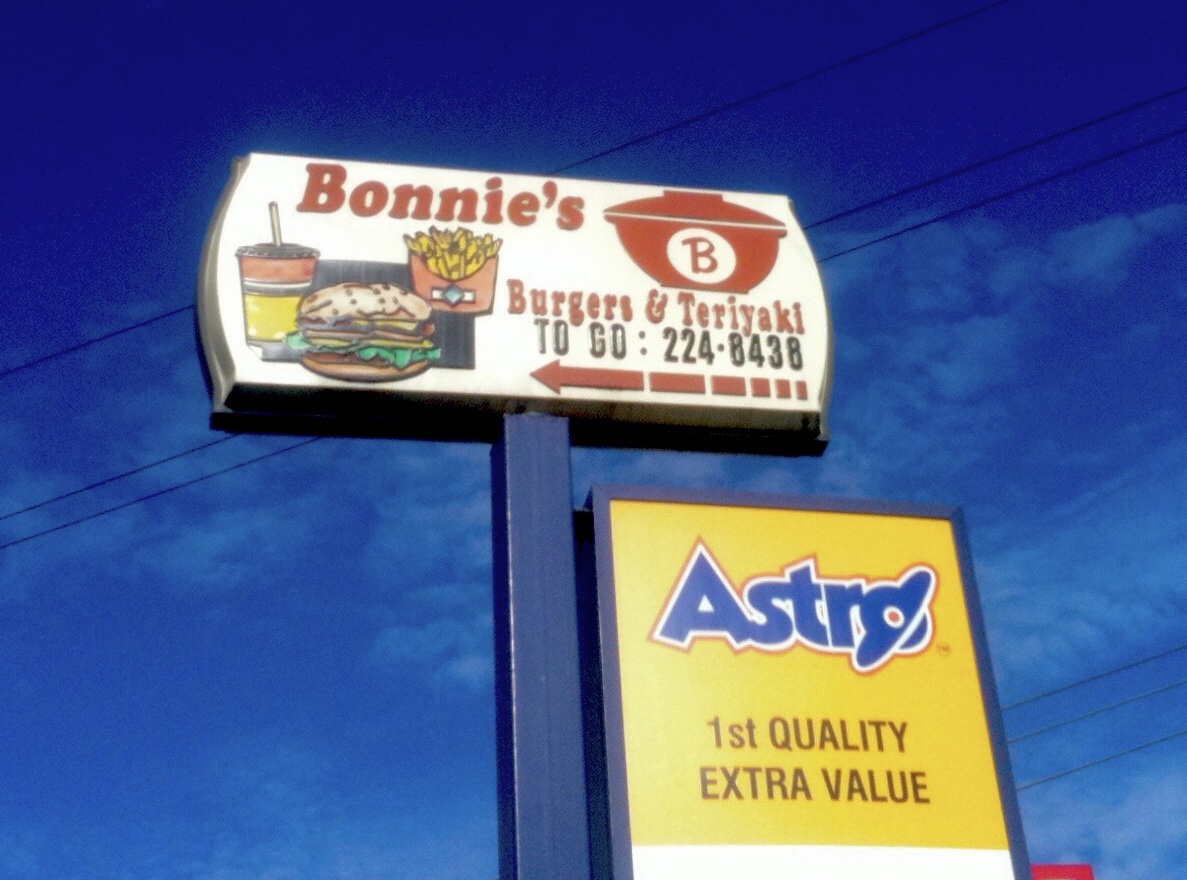 Bonnie's
B
Burgers & Teriyaki
TO GO: 224-8438
Astro
1st QUALITY
EXTRA VALUE